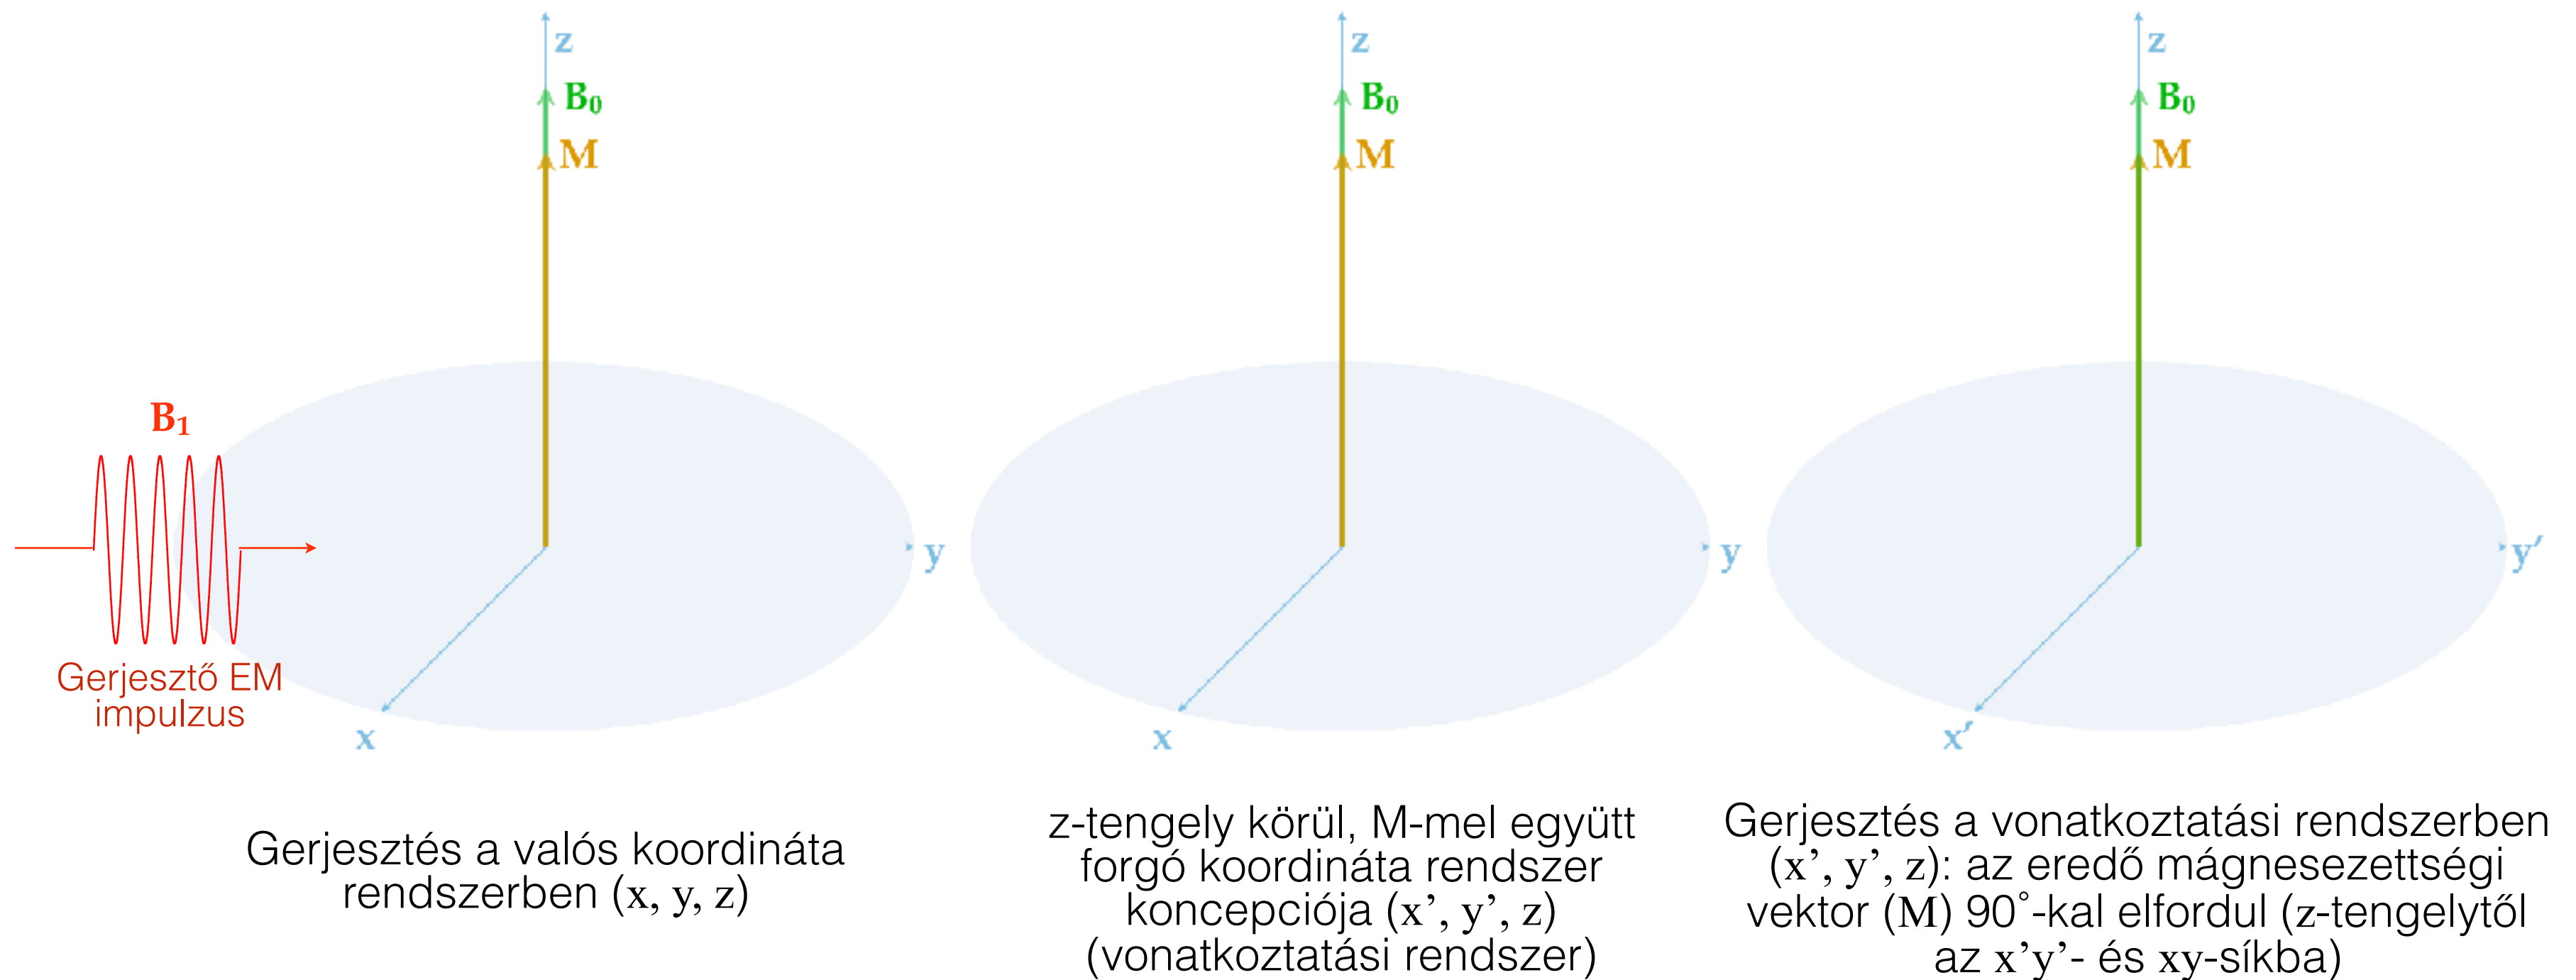 z
B₀
M
B₁
y
Gerjesztő EM
impulzus
x
Gerjesztés a valós koordináta
rendszerben (x, y, z)
z
B₀
M
y
x
z-tengely körül, M-mel együtt
forgó koordináta rendszer
koncepciója (x’, y’, z)
(vonatkoztatási rendszer)
z
B₀
M
y′
x′
Gerjesztés a vonatkoztatási rendszerben
(x’, y’, z): az eredő mágnesezettségi
vektor (M) 90˚-kal elfordul (z-tengelytől
az x’y’- és xy-síkba)